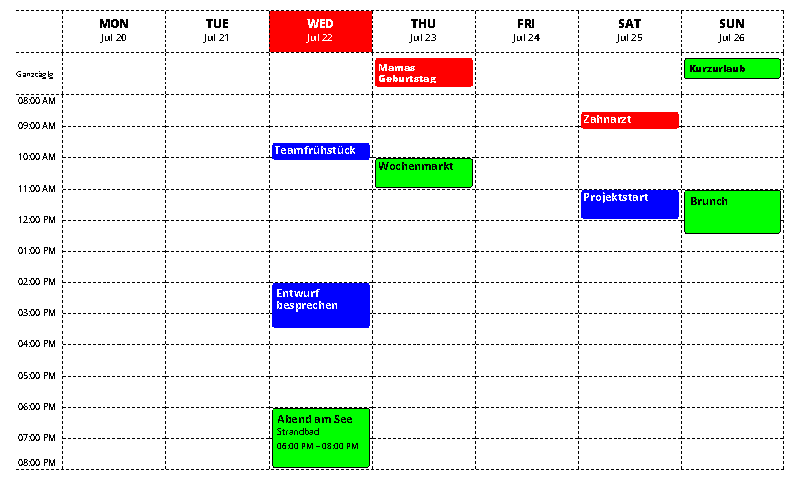 MON TUE WED THU FRI SAT SUN
Jul 20 Jul 21 Jul 22 Jul 23 Jul 24 Jul 25 Jul 26
Ganztägig
Mamas
Geburtstag
Kurzurlaub
08:00 AM
Zahnarzt
09:00 AM
Teamfrühstück
10:00 AM
Wochenmarkt
11:00 AM
Projektstart
Brunch
12:00 PM
01:00 PM
02:00 PM
Entwurf
besprechen
03:00 PM
04:00 PM
05:00 PM
06:00 PM
Abend am See
Strandbad
07:00 PM
06:00 PM – 08:00 PM
08:00 PM